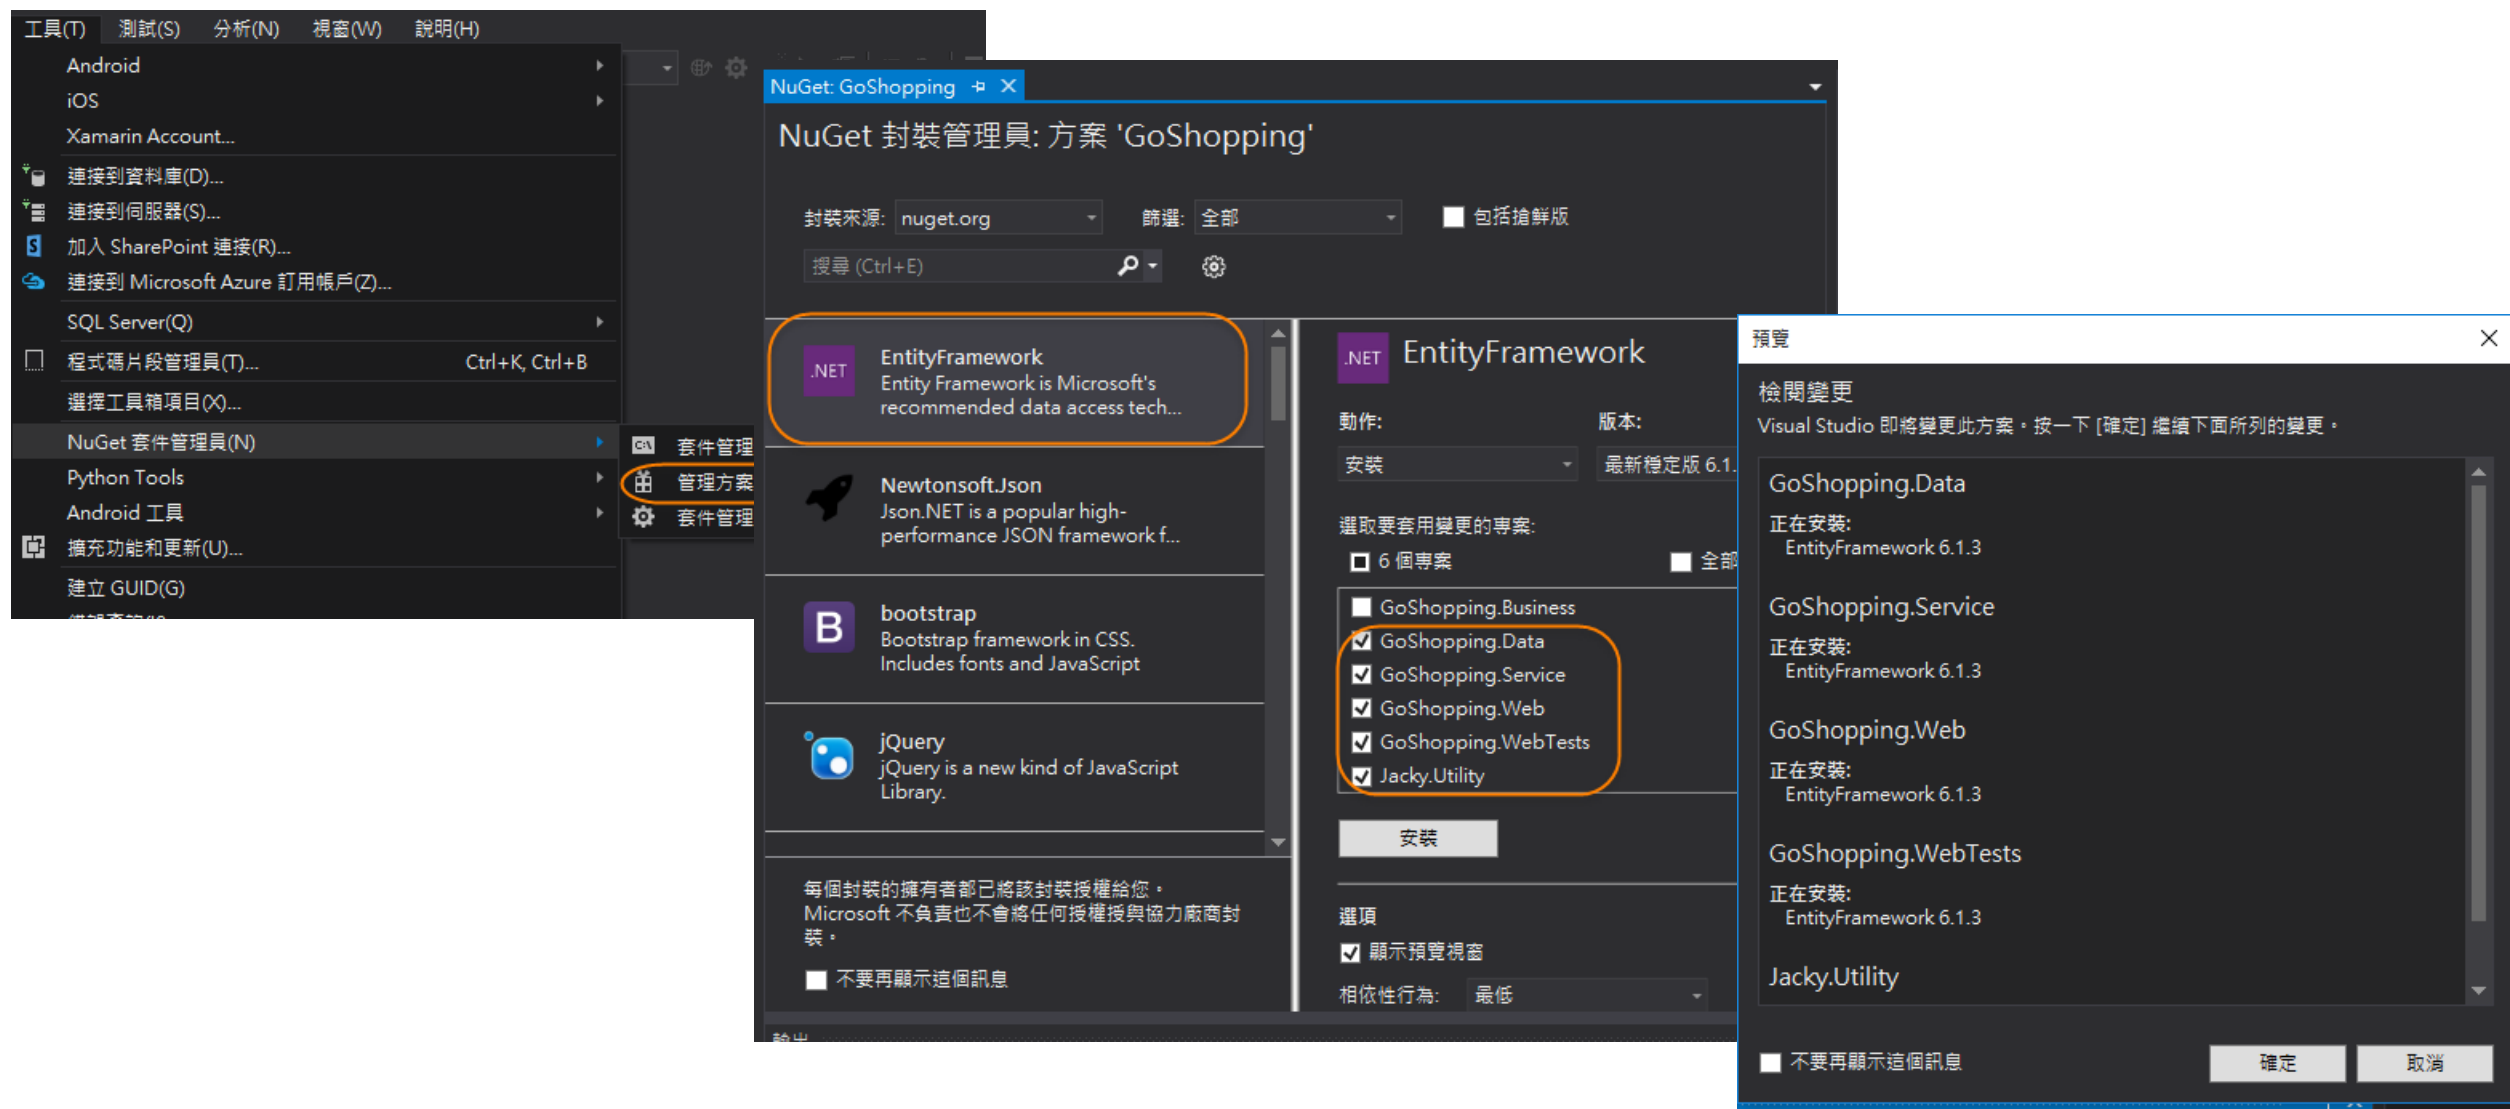 工具(T) 測試(S) 分析(N) 視窗(W) 說明(H)
Android
iOS
Xamarin Account...
連接到資料庫(D)...
連接到伺服器(S)...
加入 SharePoint 連接(R)...
連接到 Microsoft Azure 訂用帳戶(Z)...
SQL Server(Q)
程式碼片段管理員(T)... Ctrl+K, Ctrl+B
選擇工具箱項目(X)...
NuGet 套件管理員(N)
Python Tools
Android 工具
擴充功能和更新(U)...
建立 GUID(G)
套件管理
管理方案
套件管理
NuGet: GoShopping
NuGet 封裝管理員: 方案 'GoShopping'
封裝來源: nuget.org 篩選: 全部 包括搶鮮版
搜尋 (Ctrl+E)
.NET
EntityFramework
Entity Framework is Microsoft's
recommended data access tech...
Newtonsoft.Json
Json.NET is a popular high-
performance JSON framework f...
B
bootstrap
Bootstrap framework in CSS.
Includes fonts and JavaScript
jQuery
jQuery is a new kind of JavaScript
Library.
每個封裝的擁有者都已將該封裝授權給您。
Microsoft 不負責也不會將任何授權授與協力廠商封
裝。
不要再顯示這個訊息
輸出
.NET EntityFramework
動作: 版本:
安裝 最新穩定版 6.1.
選取要套用變更的專案:
6 個專案 全部
GoShopping.Business
GoShopping.Data
GoShopping.Service
GoShopping.Web
GoShopping.WebTests
Jacky.Utility
安裝
選項
顯示預覽視窗
相依性行為: 最低
預覽
檢閱變更
Visual Studio 即將變更此方案。按一下 [確定] 繼續下面所列的變更。
GoShopping.Data
正在安裝:
EntityFramework 6.1.3
GoShopping.Service
正在安裝:
EntityFramework 6.1.3
GoShopping.Web
正在安裝:
EntityFramework 6.1.3
GoShopping.WebTests
正在安裝:
EntityFramework 6.1.3
Jacky.Utility
不要再顯示這個訊息
確定 取消